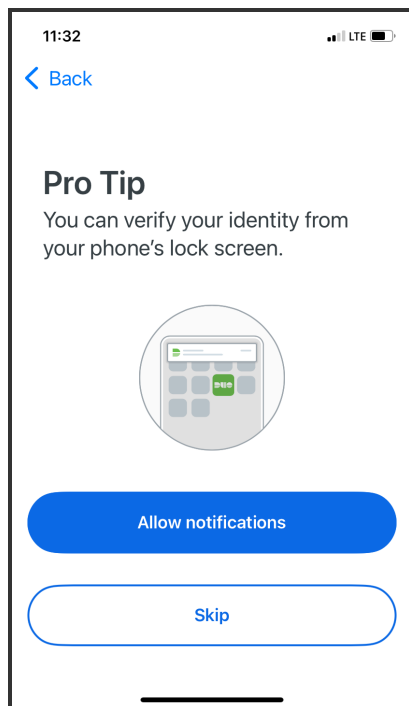 11:32
LTE
Back
Pro Tip
You can verify your identity from
your phone's lock screen.
Allow notifications
Skip